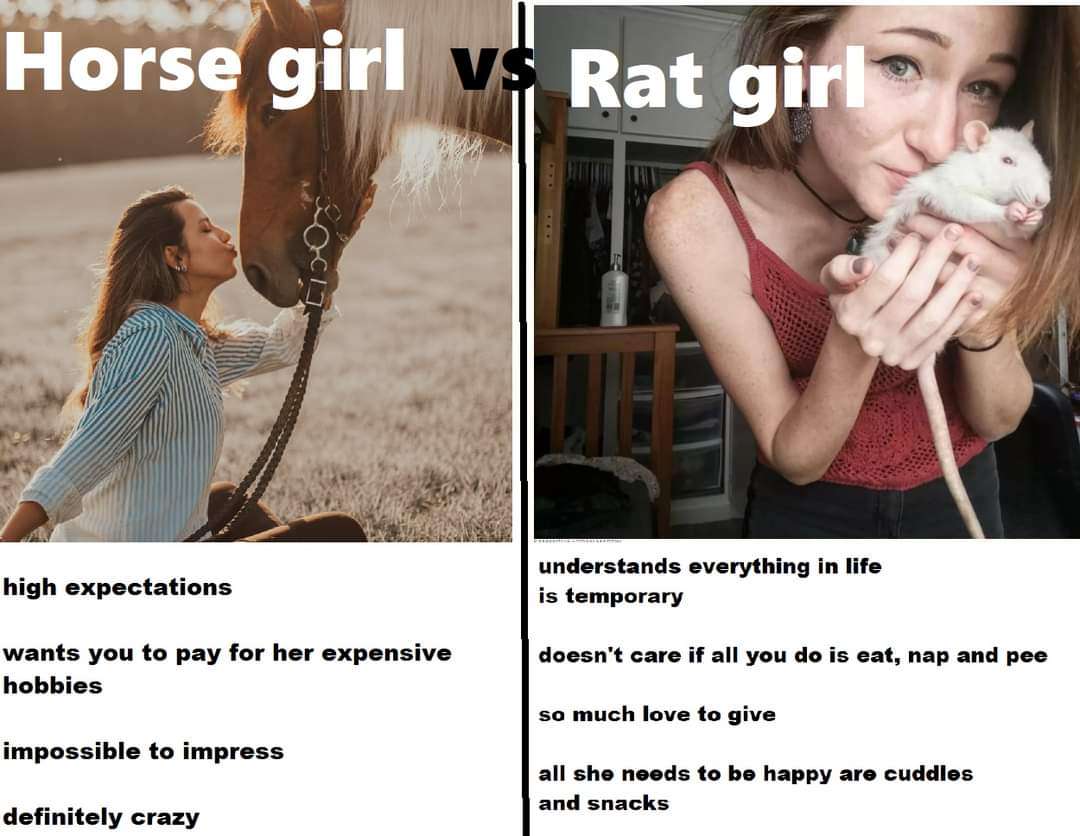 Horse girl vs Rat girl
high expectations
wants you to pay for her expensive
hobbies
impossible to impress
definitely crazy
understands everything in life
is temporary
doesn't care if all you do is eat, nap and pee
so much love to give
all she needs to be happy are cuddles
and snacks